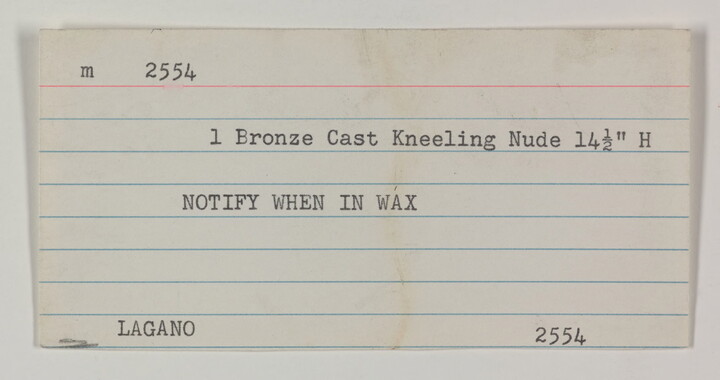 m 2554
1 Bronze Cast Kneeling Nude 14½" H
NOTIFY WHEN IN WAX
LAGANO 2554